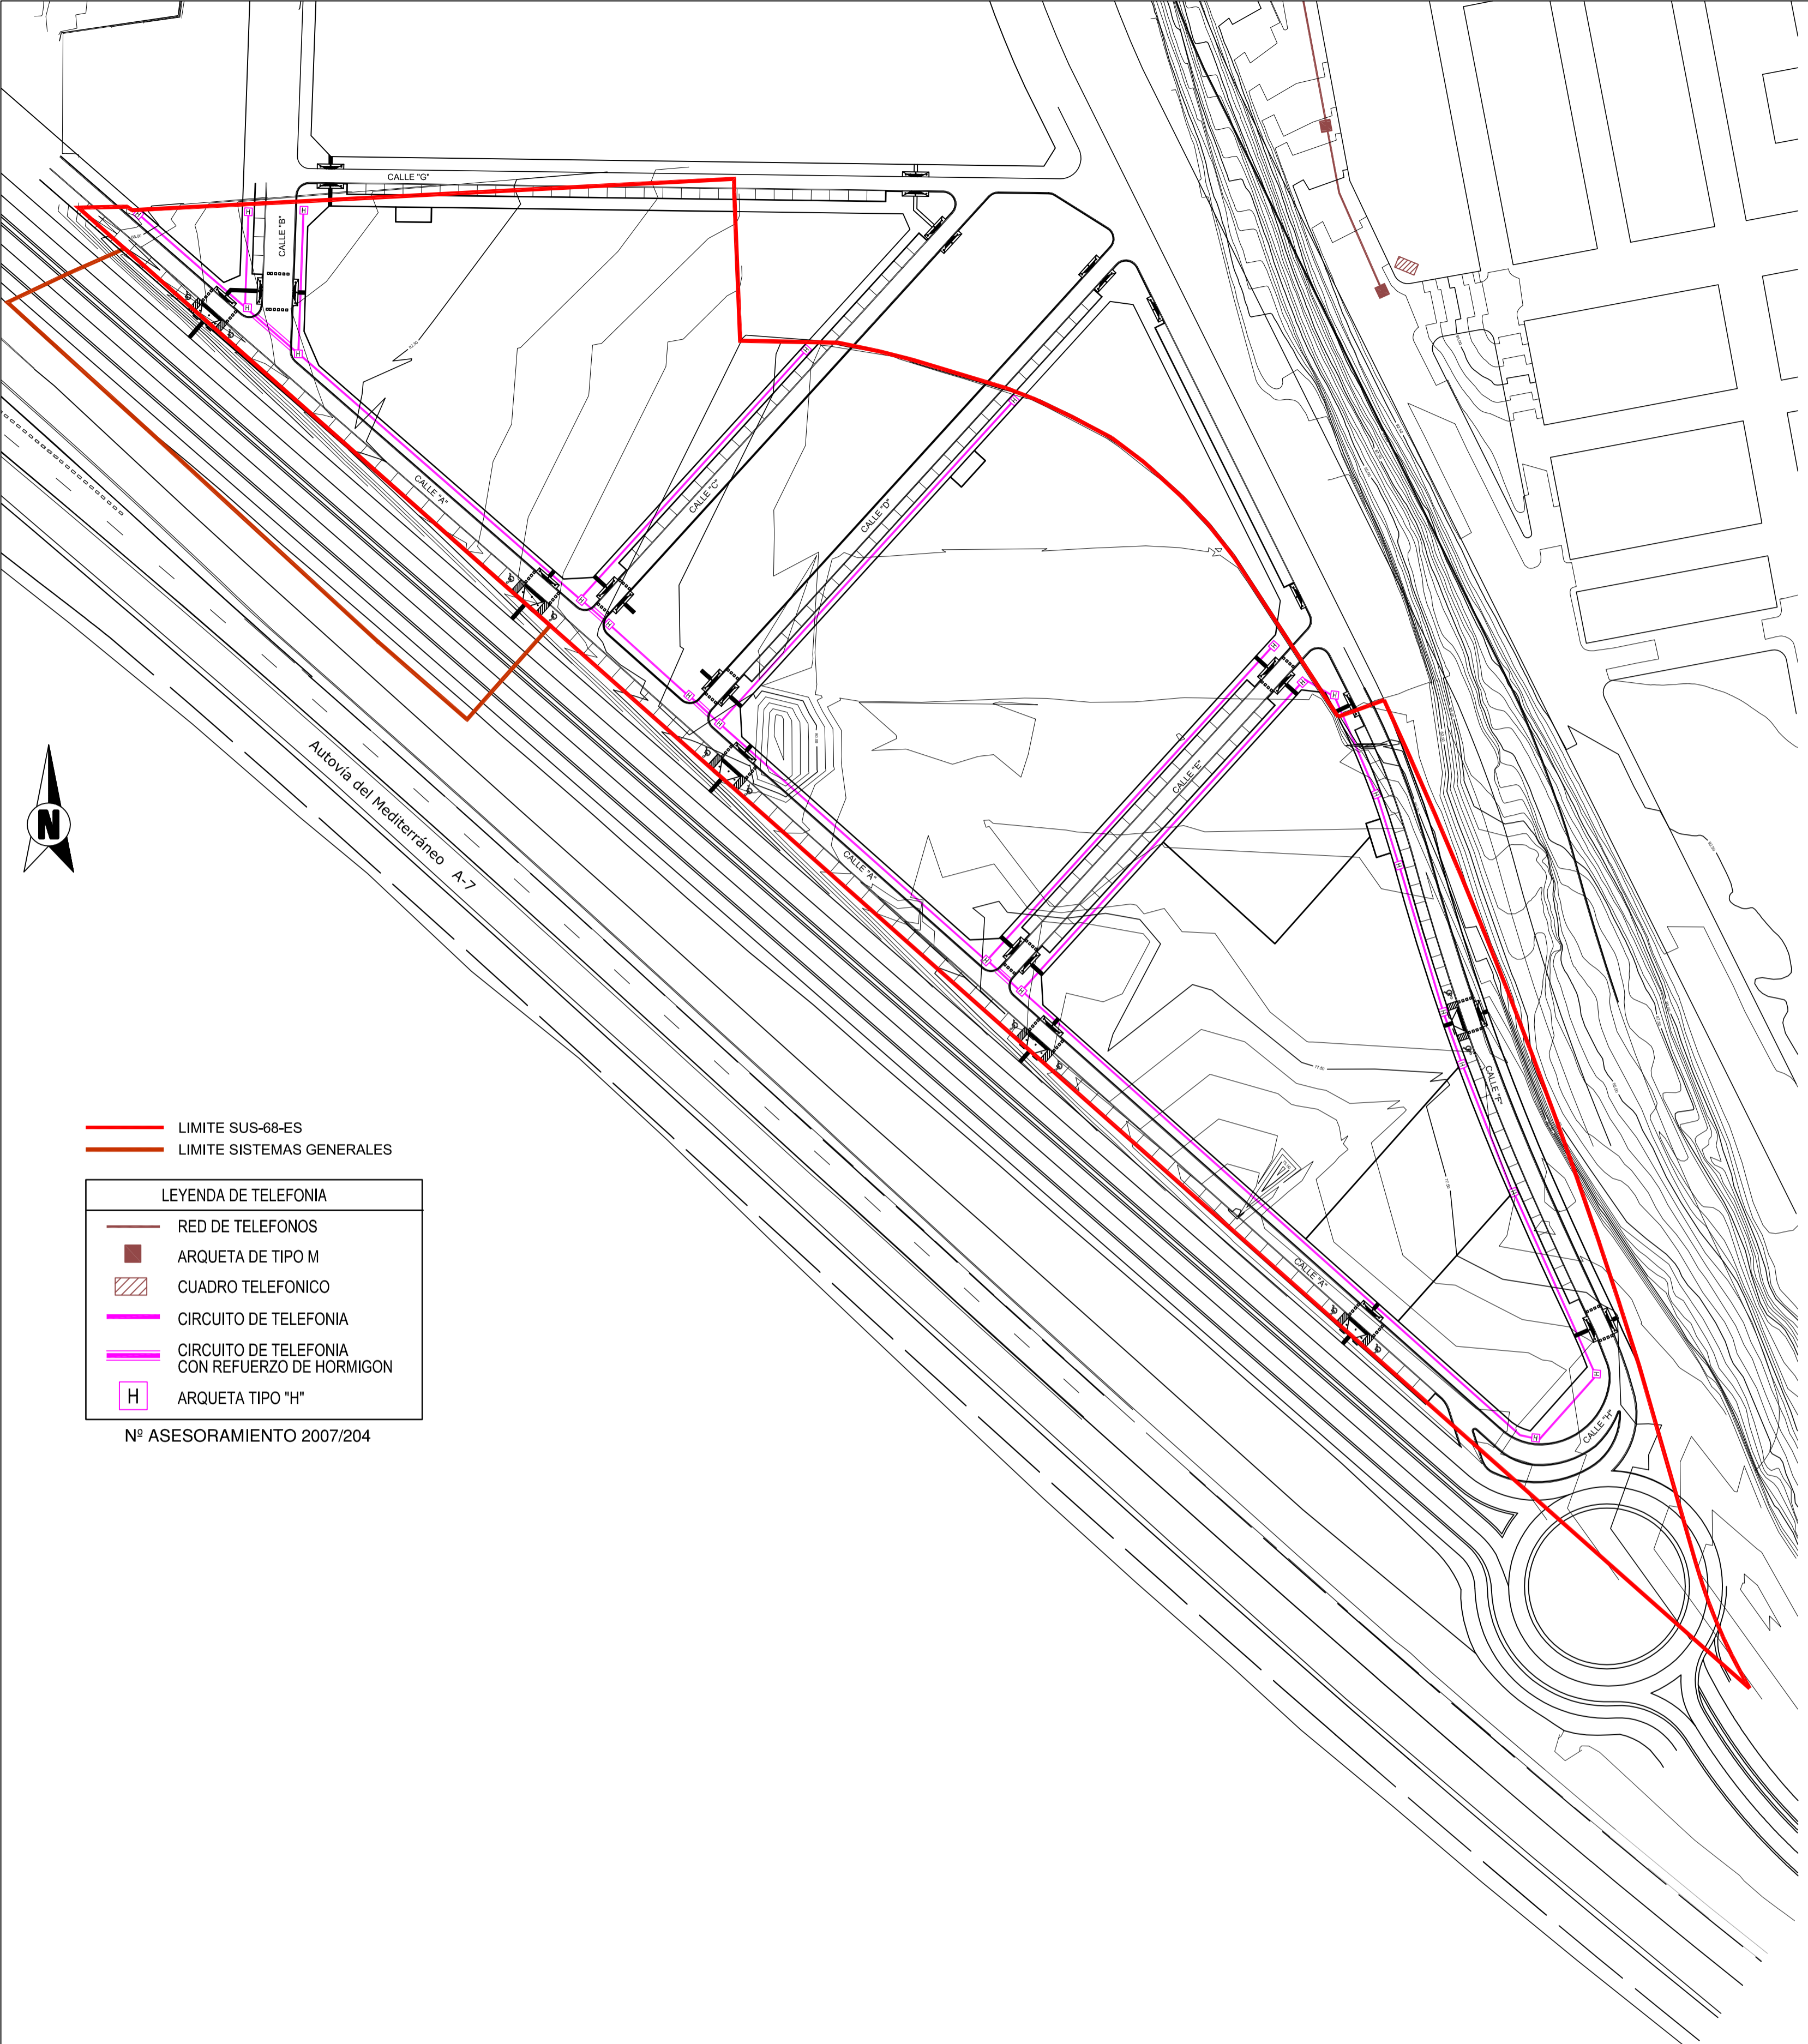 CALLE "G"
CALLE "B"
CALLE "A"
CALLE "C"
CALLE "D"
CALLE "A"
CALLE "E"
Autovía del Mediterráneo A-7
N
CALLE "F"
CALLE "A"
CALLE "H"
LIMITE SUS-68-ES
LIMITE SISTEMAS GENERALES
LEYENDA DE TELEFONIA
RED DE TELEFONOS
ARQUETA DE TIPO M
CUADRO TELEFONICO
CIRCUITO DE TELEFONIA
CIRCUITO DE TELEFONIA
CON REFUERZO DE HORMIGON
H ARQUETA TIPO "H"
Nº ASESORAMIENTO 2007/204